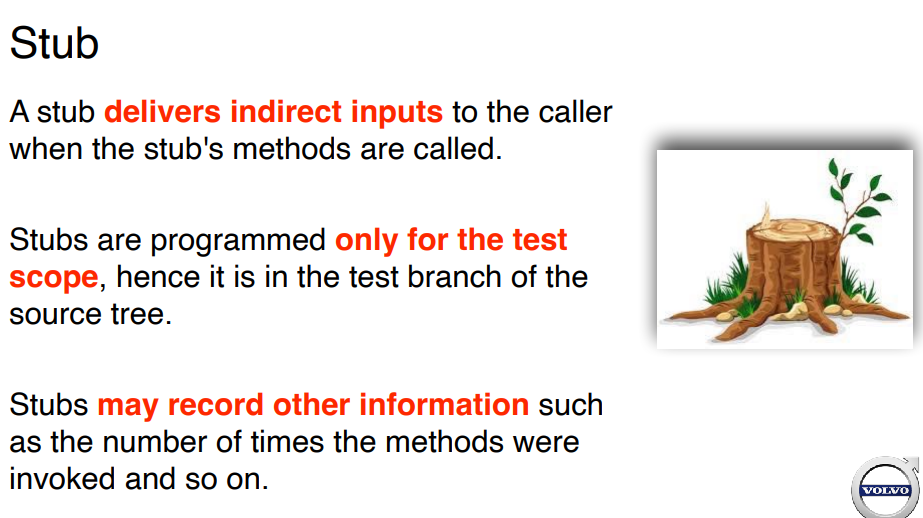 Stub
A stub delivers indirect inputs to the caller
when the stub's methods are called.
Stubs are programmed only for the test
scope, hence it is in the test branch of the
source tree.
Stubs may record other information such
as the number of times the methods were
invoked and so on.
VOLVO